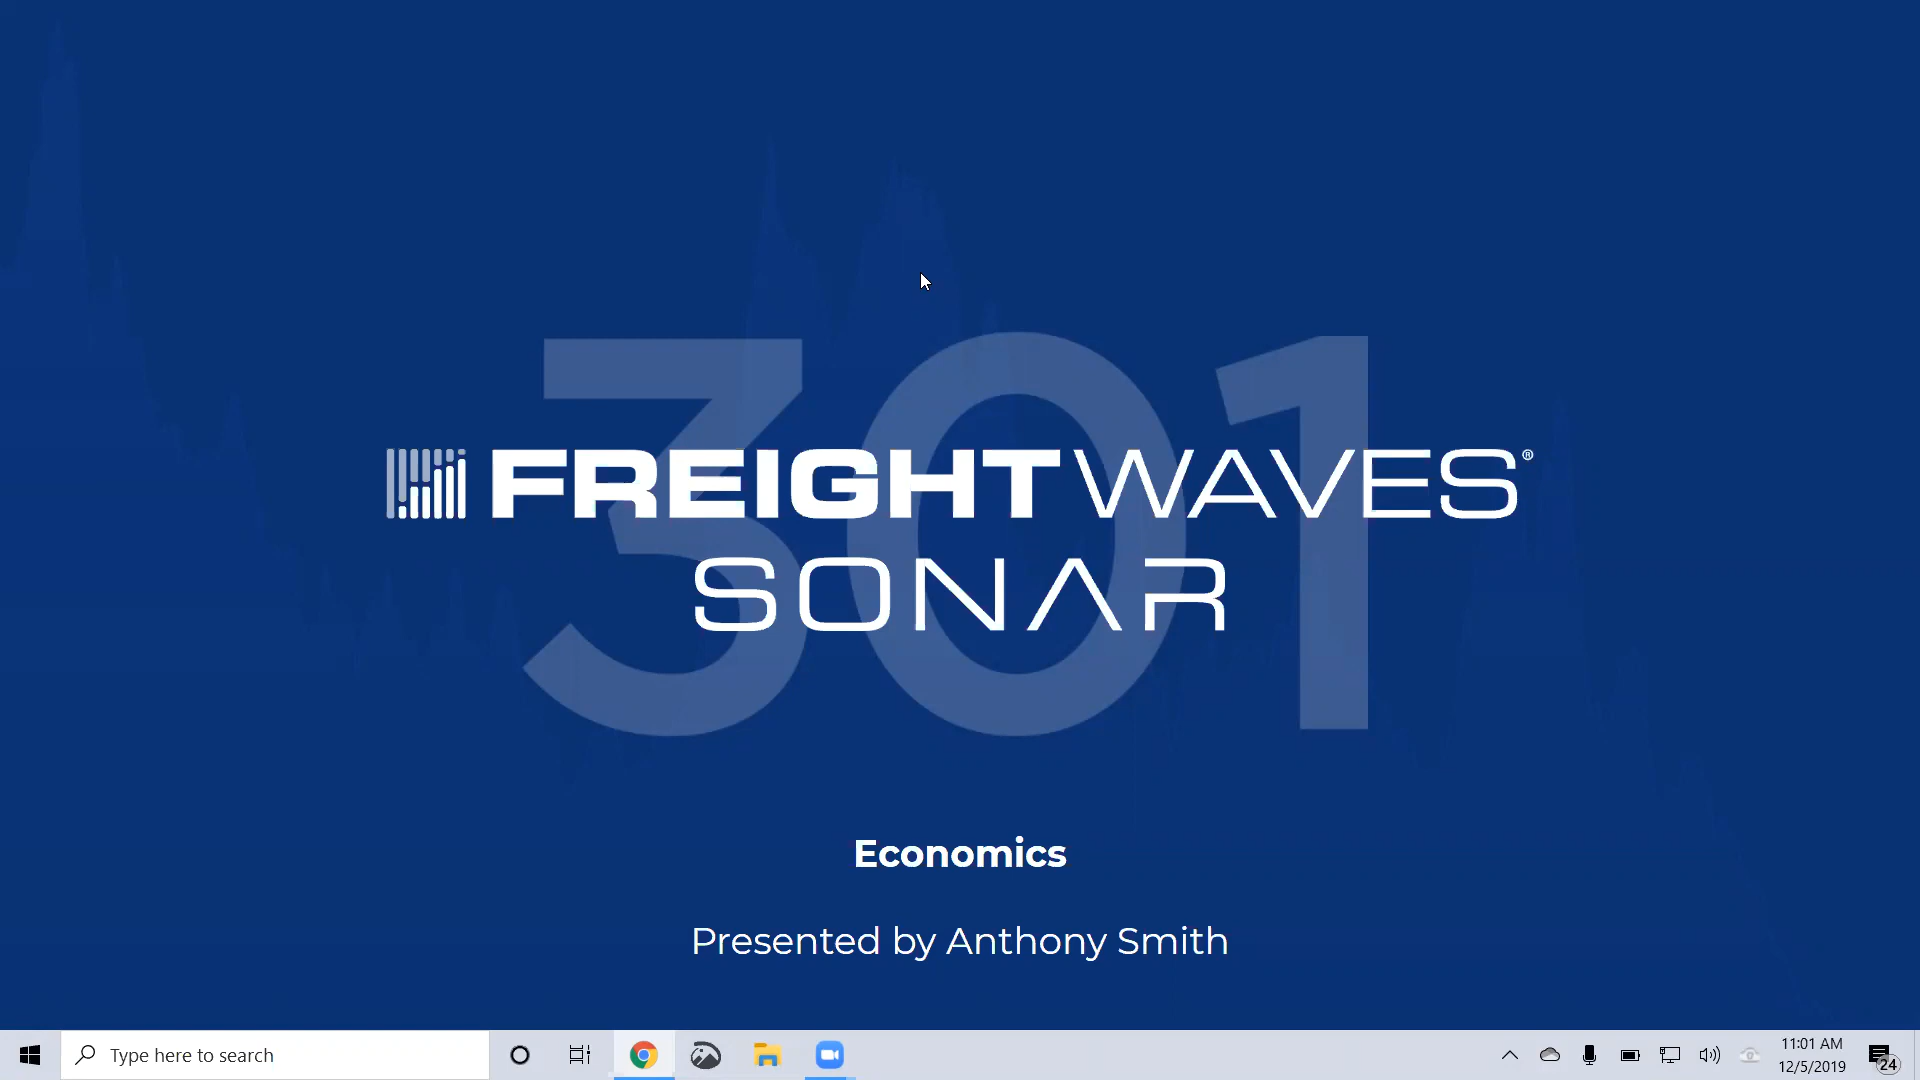 301
FREIGHTWAVES®
SONAR
Economics
Presented by Anthony Smith
Type here to search
11:01 AM
12/5/2019
24